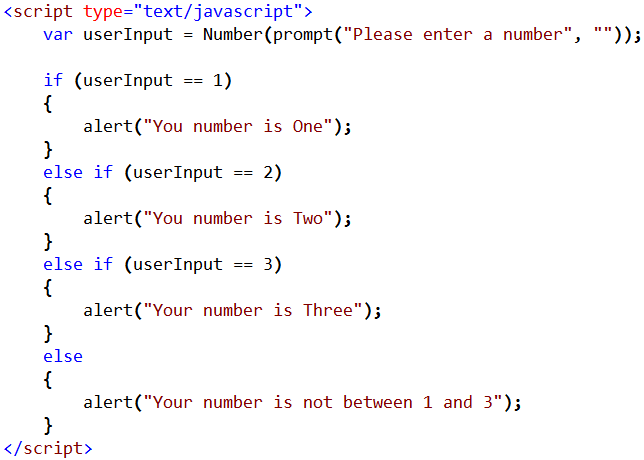 <script type="text/javascript">
var userInput = Number(prompt("Please enter a number", ""));
if (userInput == 1)
{
alert("You number is One");
}
else if (userInput == 2)
{
alert("You number is Two");
}
else if (userInput == 3)
{
alert("Your number is Three");
}
else
{
alert("Your number is not between 1 and 3");
}
</script>